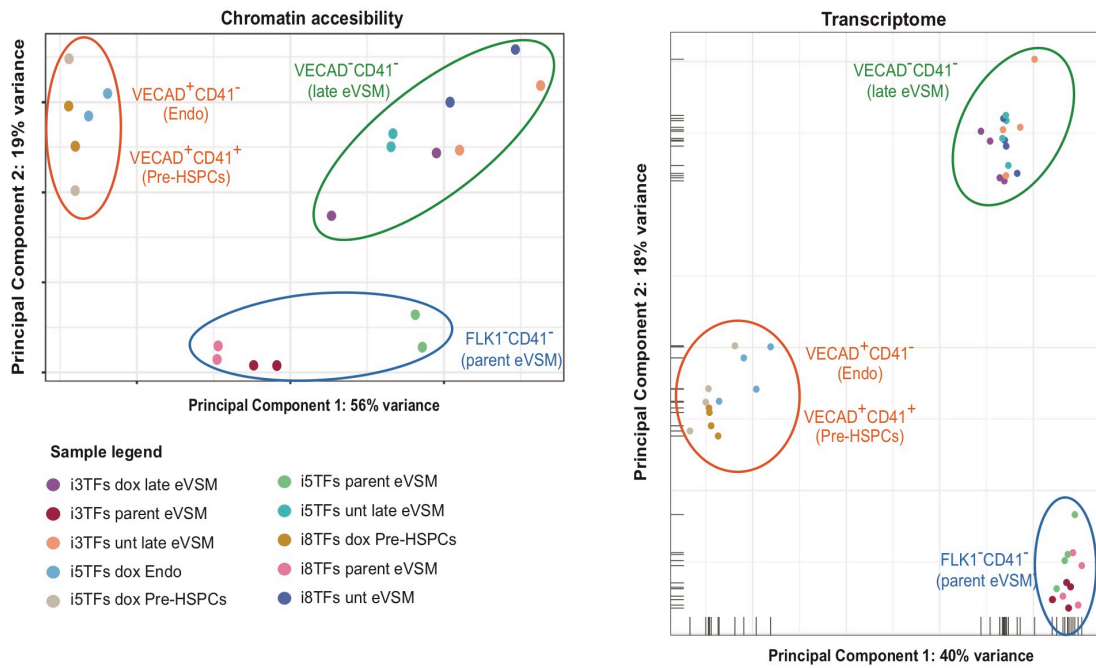 Chromatin accesibility
Principal Component 2: 19% variance
VECAD⁺CD41⁻
(Endo)
VECAD⁺CD41⁺
(Pre-HSPCs)
VECAD⁻CD41⁻
(late eVSM)
FLK1⁻CD41⁻
(parent eVSM)
Principal Component 1: 56% variance
Transcriptome
Principal Component 2: 18% variance
VECAD⁻CD41⁻
(late eVSM)
VECAD⁺CD41⁻
(Endo)
VECAD⁺CD41⁺
(Pre-HSPCs)
FLK1⁻CD41⁻
(parent eVSM)
Principal Component 1: 40% variance
Sample legend
i3TFs dox late eVSM
i3TFs parent eVSM
i3TFs unt late eVSM
i5TFs dox Endo
i5TFs dox Pre-HSPCs
i5TFs parent eVSM
i5TFs unt late eVSM
i8TFs dox Pre-HSPCs
i8TFs parent eVSM
i8TFs unt eVSM